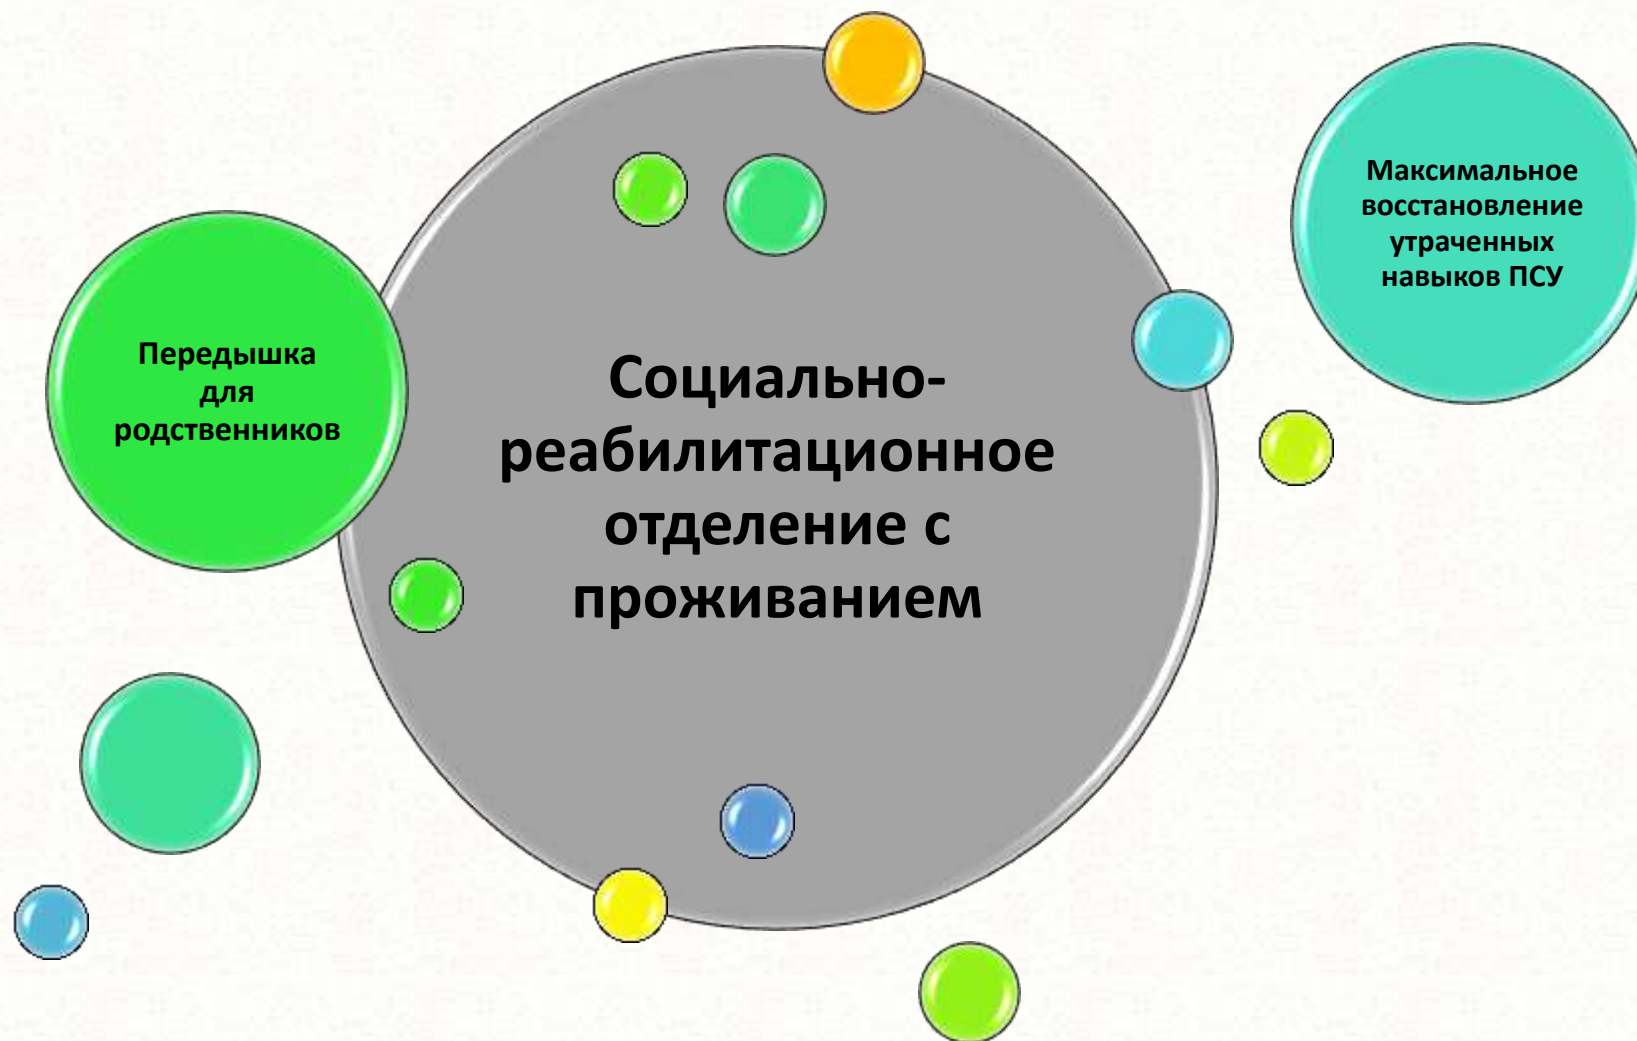 Передышка
для
родственников
Социально-
реабилитационное
отделение с
проживанием
Максимальное
восстановление
утраченных
навыков ПСУ